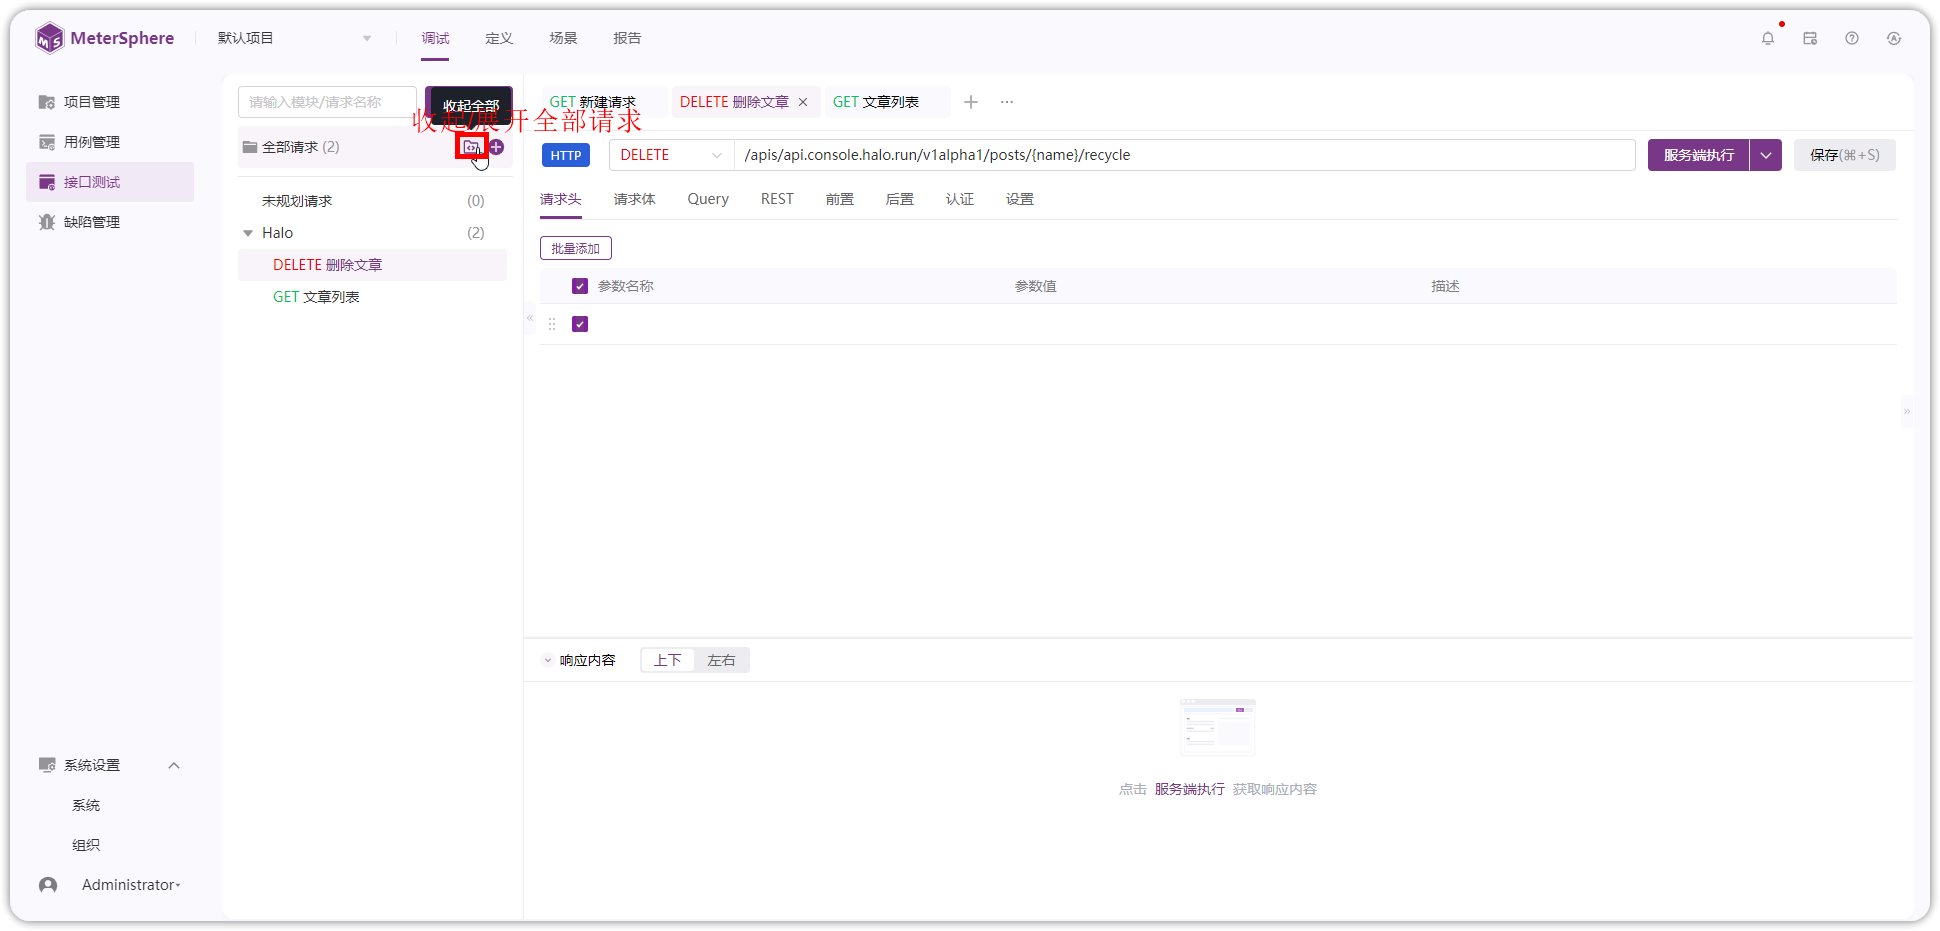 MeterSphere
默认项目
调试 定义 场景 报告
项目管理
用例管理
接口测试
缺陷管理
系统设置
系统
组织
Administrator
请输入模块/请求名称
收起全部
收起/展开全部请求
全部请求 (2)
未规划请求 (0)
Halo (2)
DELETE 删除文章
GET 文章列表
GET 新建请求 DELETE 删除文章 GET 文章列表
HTTP DELETE /apis/api.console.halo.run/v1alpha1/posts/{name}/recycle 服务端执行 保存(⌘+S)
请求头 请求体 Query REST 前置 后置 认证 设置
批量添加
参数名称 参数值 描述
响应内容 上下 左右
点击 服务端执行 获取响应内容